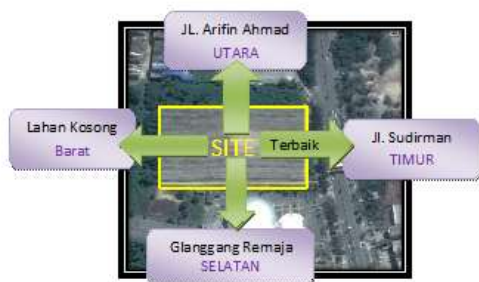 JL. Arifin Ahmad
UTARA
Lahan Kosong
Barat
SITE
Terbaik
Jl. Sudirman
TIMUR
Glanggang Remaja
SELATAN